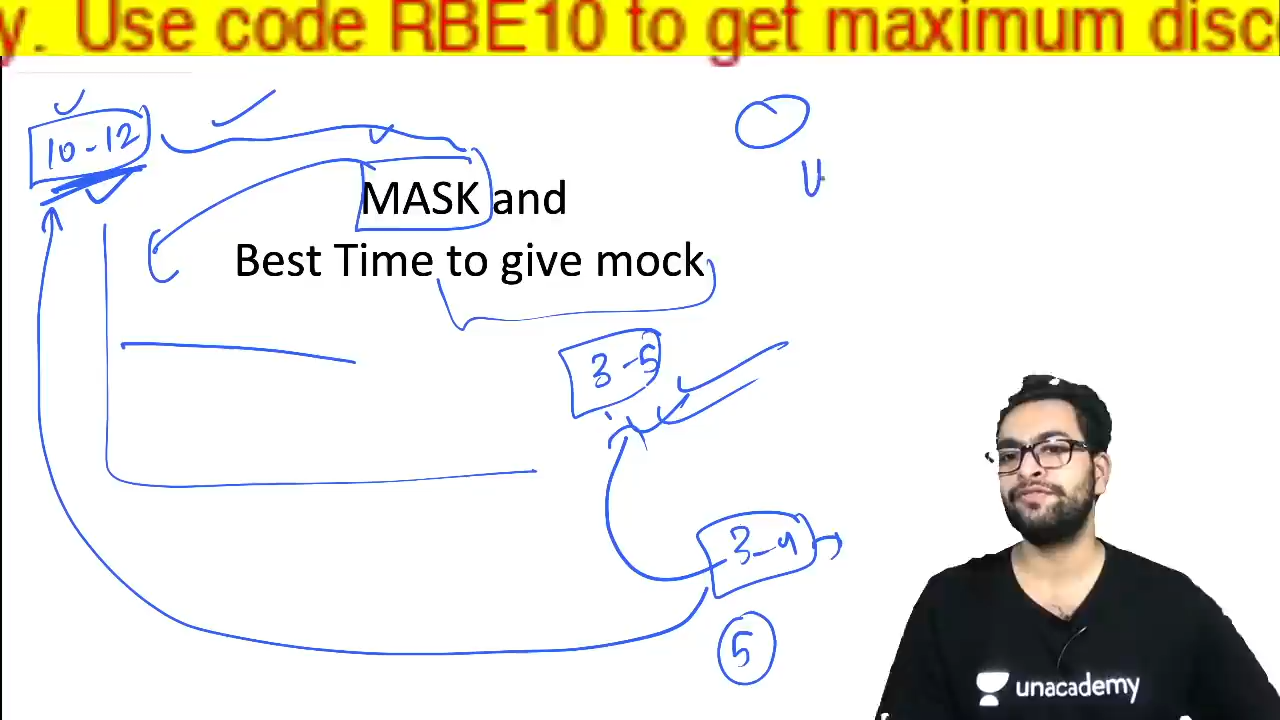 y. Use code RBE10 to get maximum disc
10-12
MASK and
Best Time to give mock
3-5
3-4
5
unacademy